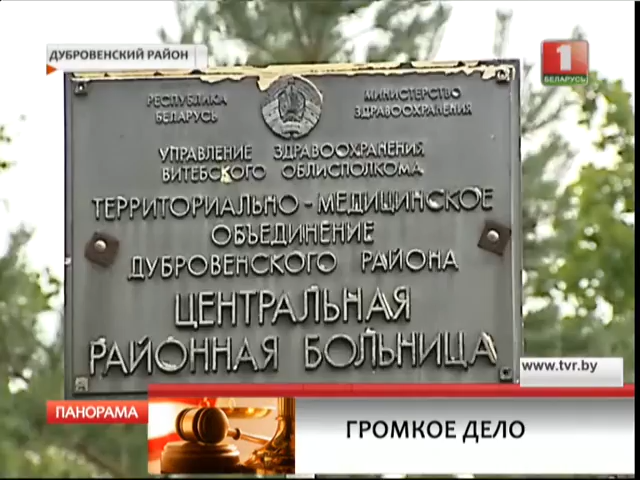 ДУБРОВЕНСКИЙ РАЙОН
1
БЕЛАРУСЬ
РЕСПУБЛИКА
БЕЛАРУСЬ
МИНИСТЕРСТВО
ЗДРАВООХРАНЕНИЯ
УПРАВЛЕНИЕ ЗДРАВООХРАНЕНИЯ
ВИТЕБСКОГО ОБЛИСПОЛКОМА
ТЕРРИТОРИАЛЬНО-МЕДИЦИНСКОЕ
ОБЪЕДИНЕНИЕ
ДУБРОВЕНСКОГО РАЙОНА
ЦЕНТРАЛЬНАЯ
РАЙОННАЯ БОЛЬНИЦА
www.tvr.by
ПАНОРАМА
ГРОМКОЕ ДЕЛО